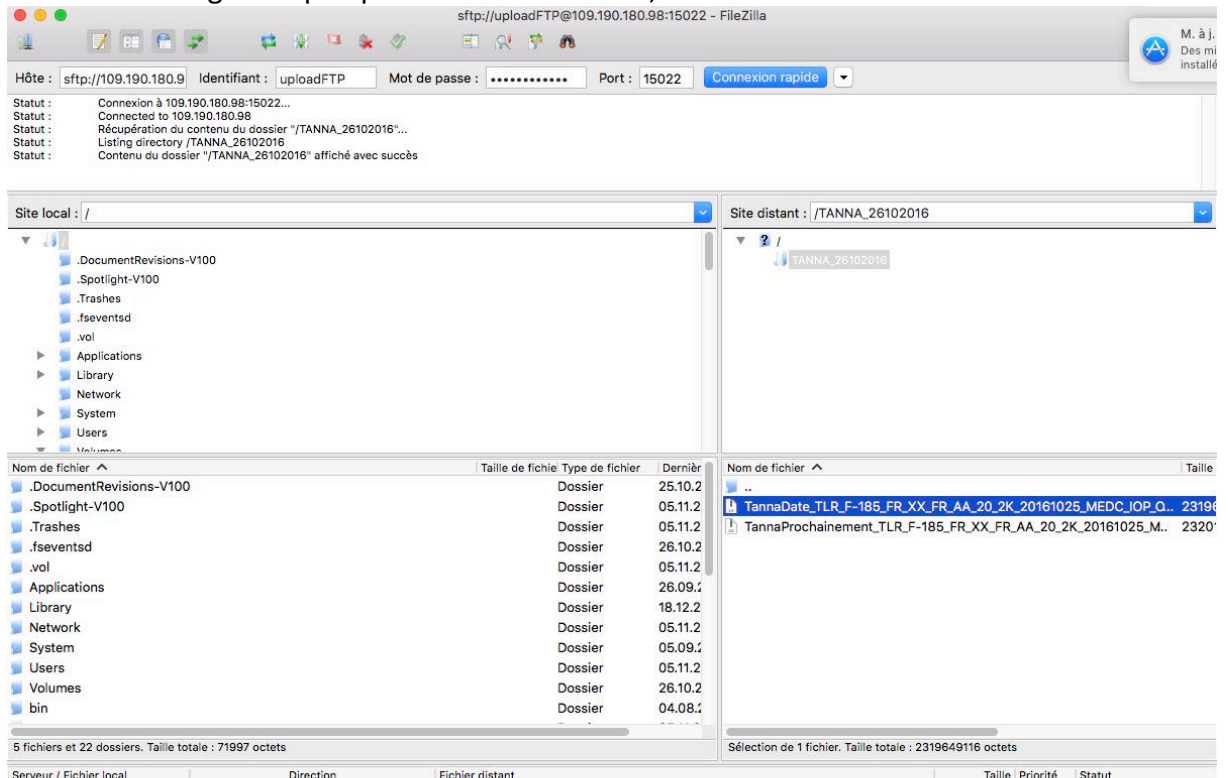 sftp://uploadFTP@109.190.180.98:15022 - FileZilla
M. à j.
Des mi
installé
Hôte : sftp://109.190.180.9 Identifiant : uploadFTP Mot de passe : •••••••••••• Port : 15022 Connexion rapide
Statut : Connexion à 109.190.180.98:15022...
Statut : Connected to 109.190.180.98
Statut : Récupération du contenu du dossier "/TANNA_26102016"...
Statut : Listing directory /TANNA_26102016
Statut : Contenu du dossier "/TANNA_26102016" affiché avec succès
Site local : /
/
.DocumentRevisions-V100
.Spotlight-V100
.Trashes
.fseventsd
.vol
Applications
Library
Network
System
Users
Volumes
Site distant : /TANNA_26102016
/
TANNA_26102016
Nom de fichier Taille de fichie Type de fichier Dernièr
.DocumentRevisions-V100 Dossier 25.10.2
.Spotlight-V100 Dossier 05.11.2
.Trashes Dossier 05.11.2
.fseventsd Dossier 26.10.2
.vol Dossier 05.11.2
Applications Dossier 26.09.2
Library Dossier 18.12.2
Network Dossier 05.11.2
System Dossier 05.09.2
Users Dossier 05.11.2
Volumes Dossier 26.10.2
bin Dossier 04.08.2
5 fichiers et 22 dossiers. Taille totale : 71997 octets
Nom de fichier Taille
..
TannaDate_TLR_F-185_FR_XX_FR_AA_20_2K_20161025_MEDC_IOP_O... 23196
TannaProchainement_TLR_F-185_FR_XX_FR_AA_20_2K_20161025_M.. 23201
Sélection de 1 fichier. Taille totale : 2319649116 octets
Serveur / Fichier local Direction Fichier distant Taille Priorité Statut